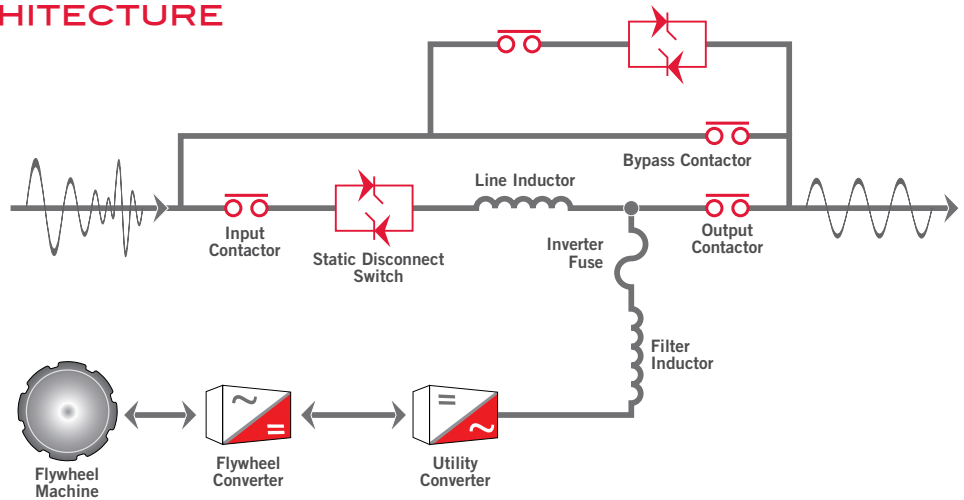 HITECTURE
Bypass Contactor
Line Inductor
Input
Contactor
Static Disconnect
Switch
Inverter
Fuse
Output
Contactor
Filter
Inductor
Flywheel
Machine
Flywheel
Converter
Utility
Converter